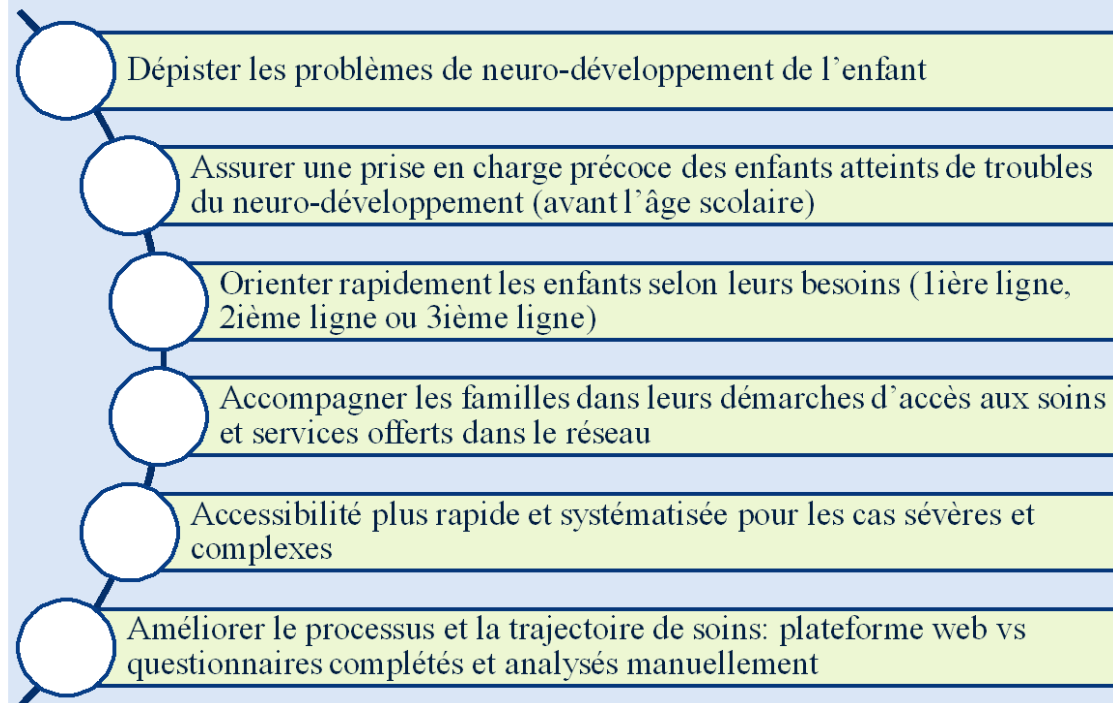 Dépister les problèmes de neuro-développement de l’enfant
Assurer une prise en charge précoce des enfants atteints de troubles
du neuro-développement (avant l’âge scolaire)
Orienter rapidement les enfants selon leurs besoins (1ière ligne,
2ième ligne ou 3ième ligne)
Accompagner les familles dans leurs démarches d’accès aux soins
et services offerts dans le réseau
Accessibilité plus rapide et systématisée pour les cas sévères et
complexes
Améliorer le processus et la trajectoire de soins: plateforme web vs
questionnaires complétés et analysés manuellement